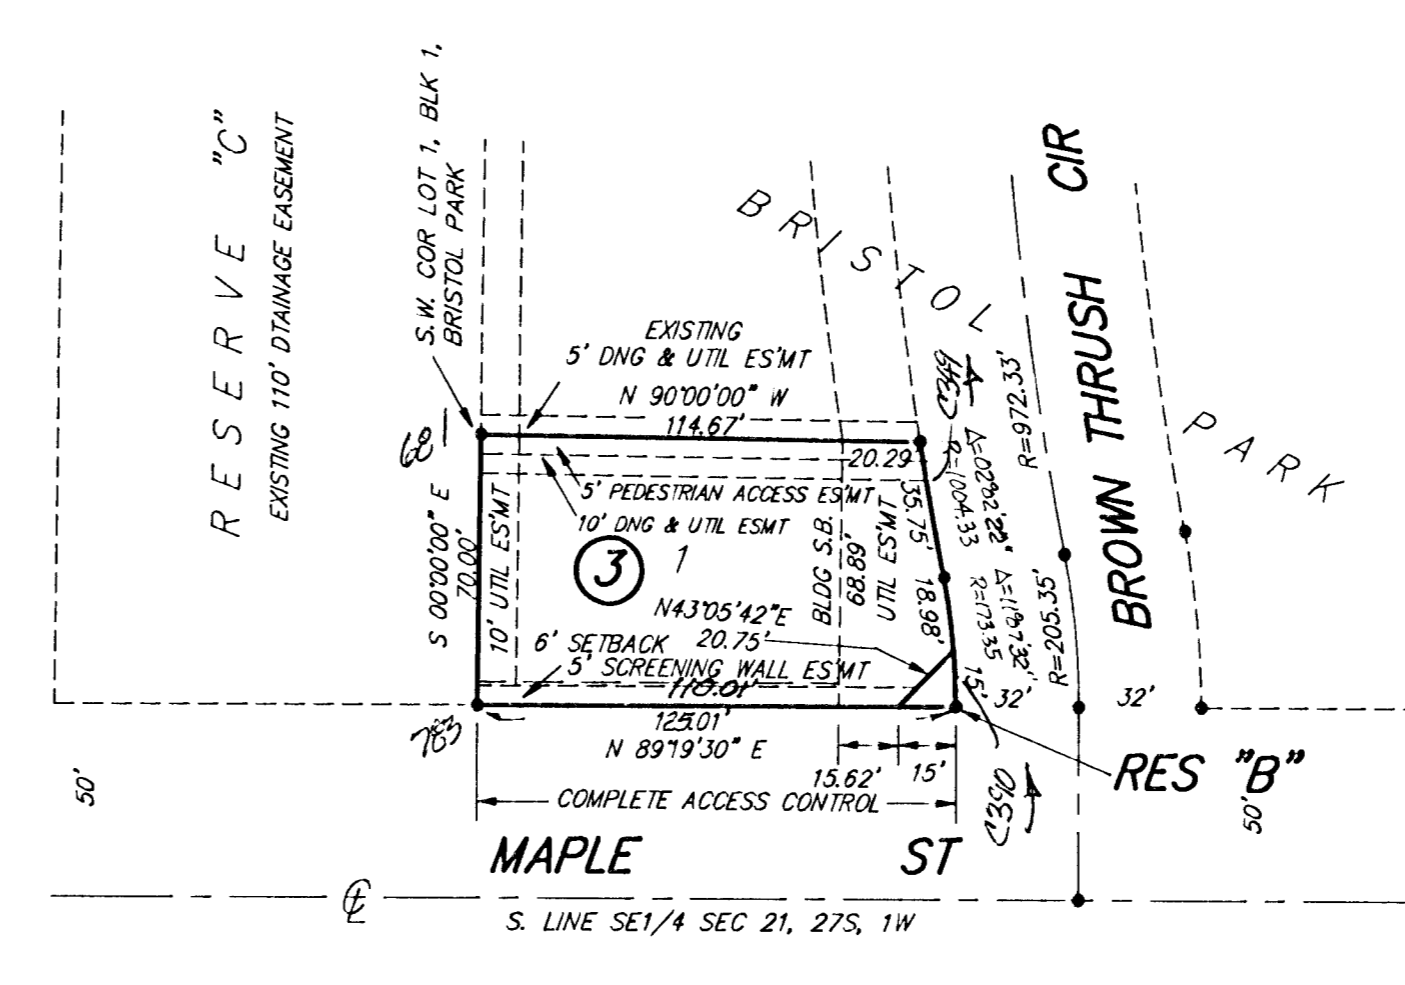 RESERVE "C"
EXISTING 110' DTAINAGE EASEMENT
S.W. COR LOT 1, BLK 1,
BRISTOL PARK
BRISTOL PARK
BROWN THRUSH CIR
EXISTING
5' DNG & UTIL ES'MT
N 90°00'00" W
114.67'
20.29
5' PEDESTRIAN ACCESS ES'MT
10' DNG & UTIL ESMT
3
1
S 00°00'00" E
70.00'
10' UTIL ES'MT
BLDG S.B.
68.89'
UTIL ES'MT
35.75'
18.98'
R=1004.33
R=173.35
R=972.33'
R=205.35'
N43°05'42"E
20.75'
6' SETBACK
5' SCREENING WALL ES'MT
110.01'
125.01'
N 89°19'30" E
15'
32'
32'
15.62'
15'
RES "B"
COMPLETE ACCESS CONTROL
50'
50'
MAPLE ST
S. LINE SE1/4 SEC 21, 27S, 1W